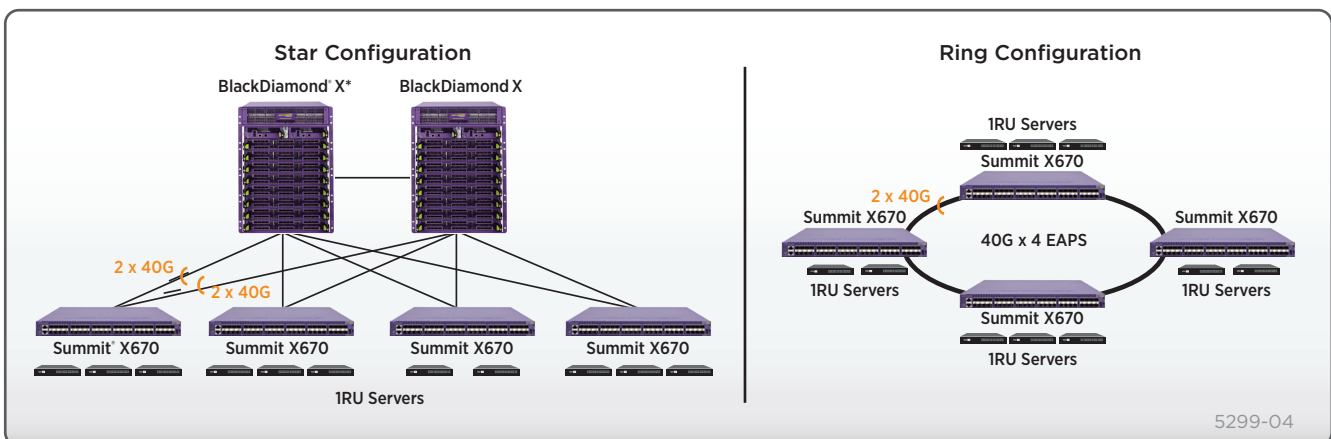 Star Configuration
BlackDiamond® X*
BlackDiamond X
2 x 40G
2 x 40G
Summit® X670
Summit X670
Summit X670
Summit X670
1RU Servers
Ring Configuration
1RU Servers
Summit X670
2 x 40G
Summit X670
Summit X670
40G x 4 EAPS
1RU Servers
1RU Servers
Summit X670
1RU Servers
5299-04